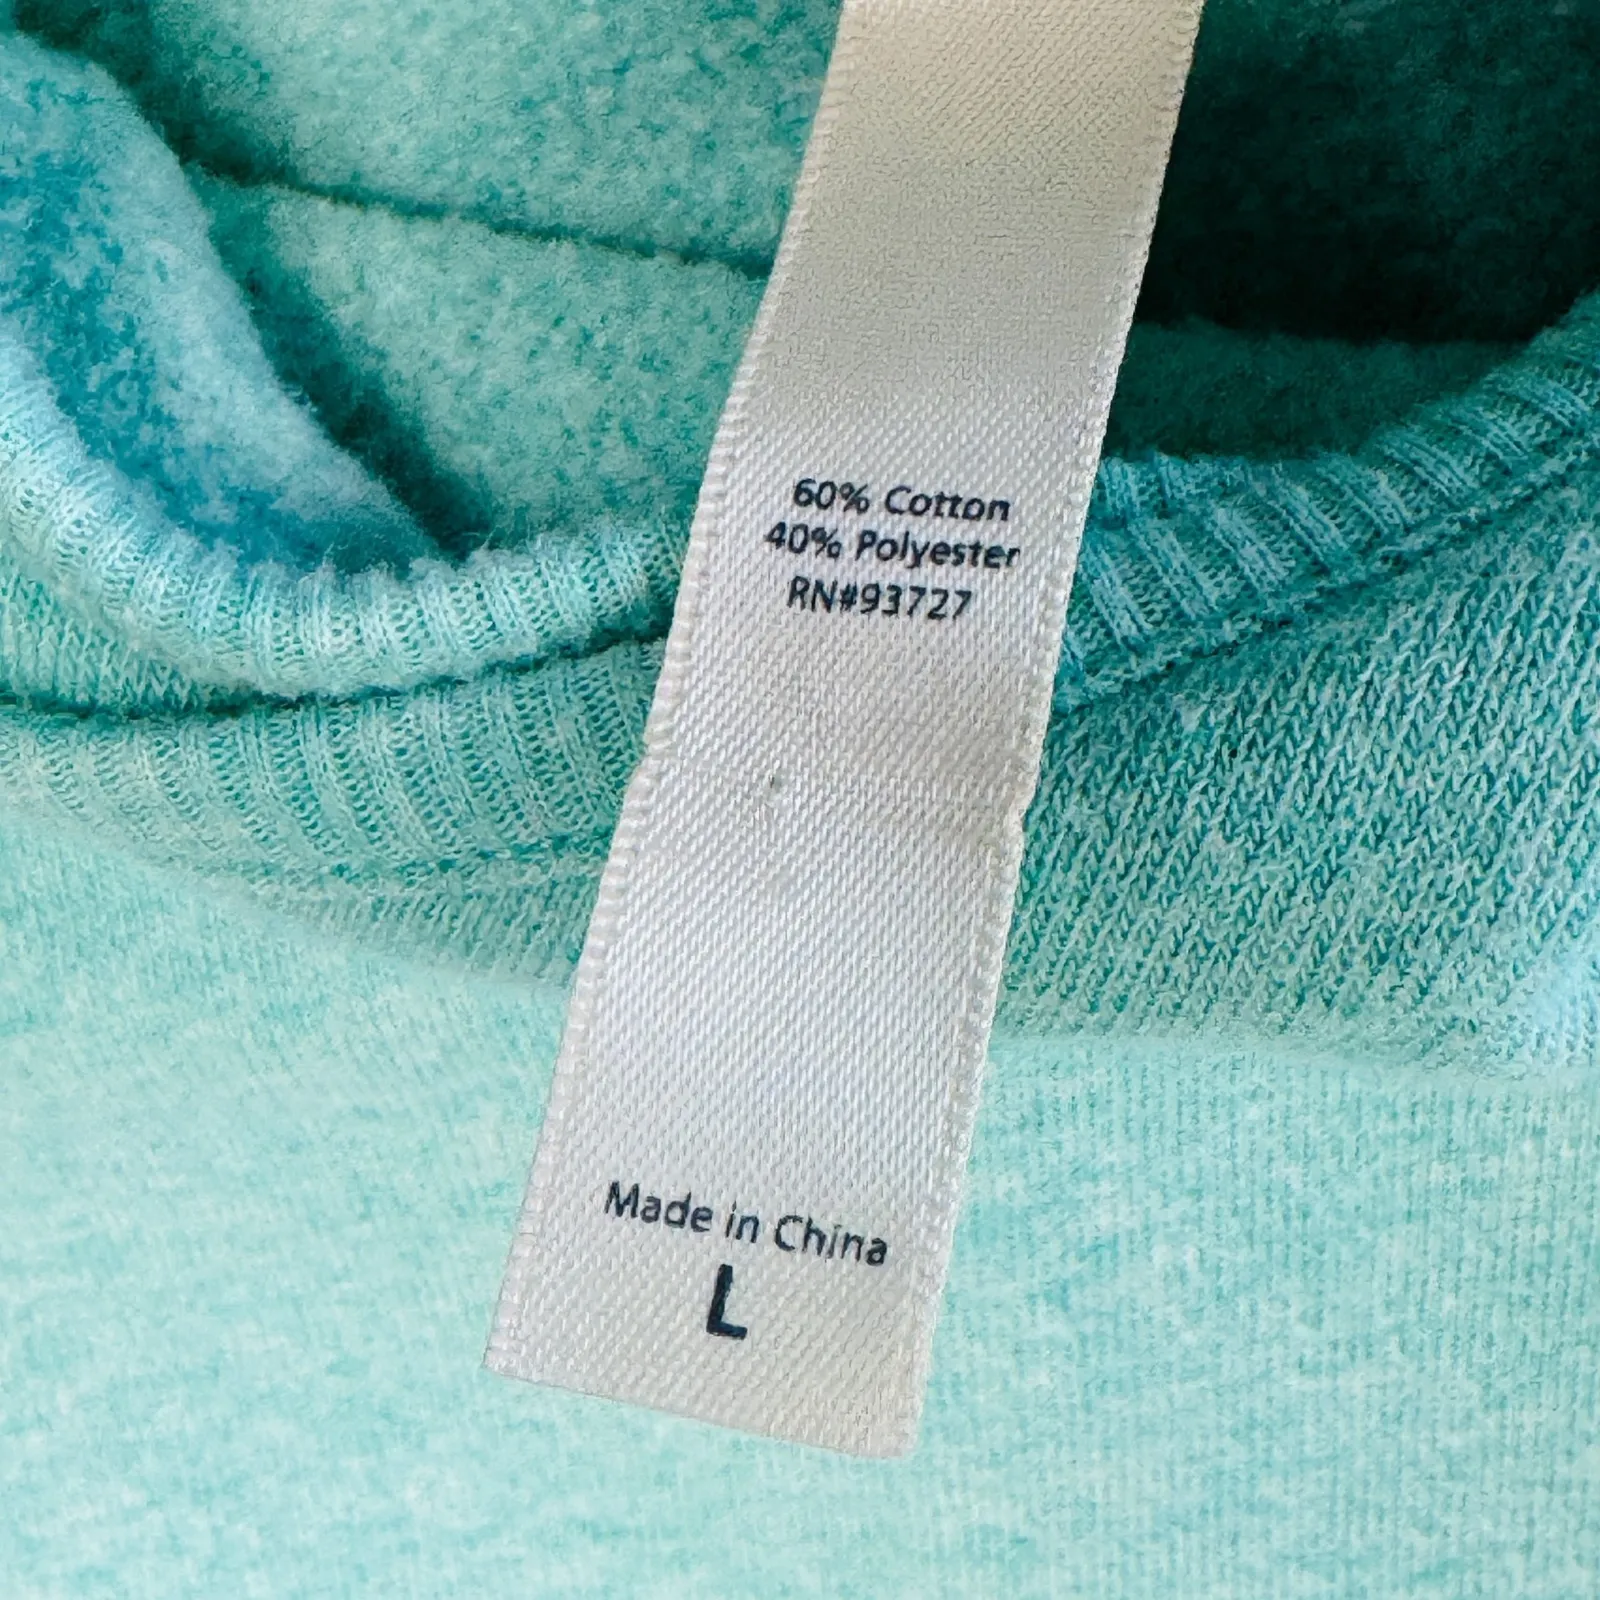 60% Cotton
40% Polyester
RN#93727
Made in China
L